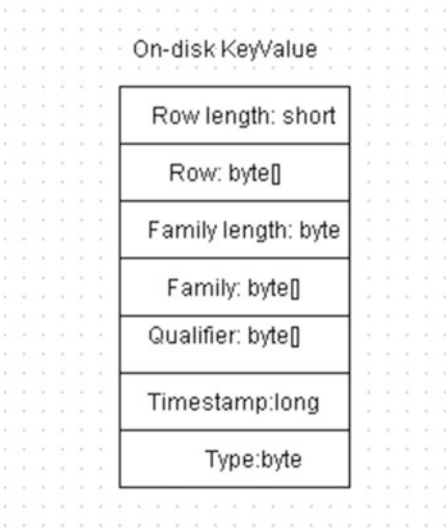 On-disk KeyValue
Row length: short
Row: byte[]
Family length: byte
Family: byte[]
Qualifier: byte[]
Timestamp:long
Type:byte